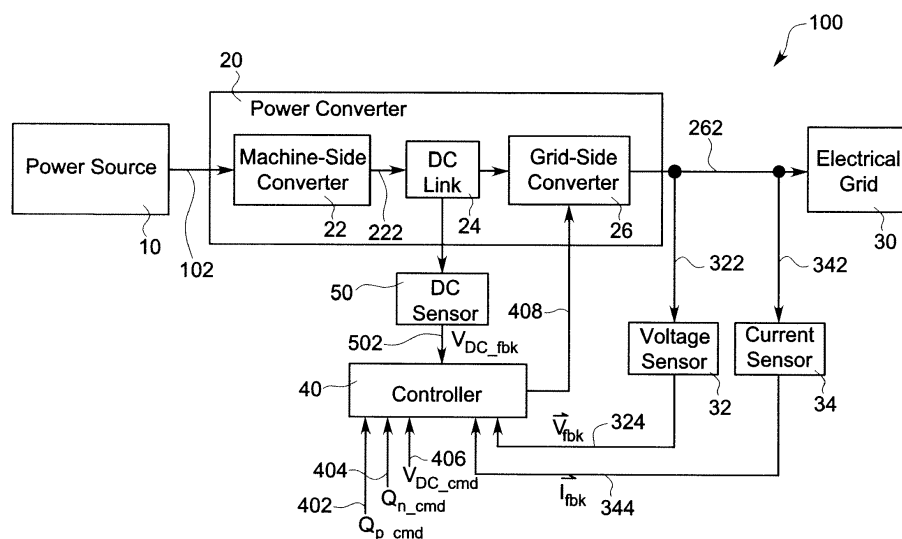 100
20
Power Converter
Power Source
10
102
Machine-Side
Converter
22
222
DC
Link
24
Grid-Side
Converter
26
262
Electrical
Grid
30
50
DC
Sensor
408
322
342
502
V_DC_fbk
Voltage
Sensor
32
Current
Sensor
34
40
Controller
V⃗_fbk
324
404
406
V_DC_cmd
402
Q_n_cmd
Q_p_cmd
I⃗_fbk
344